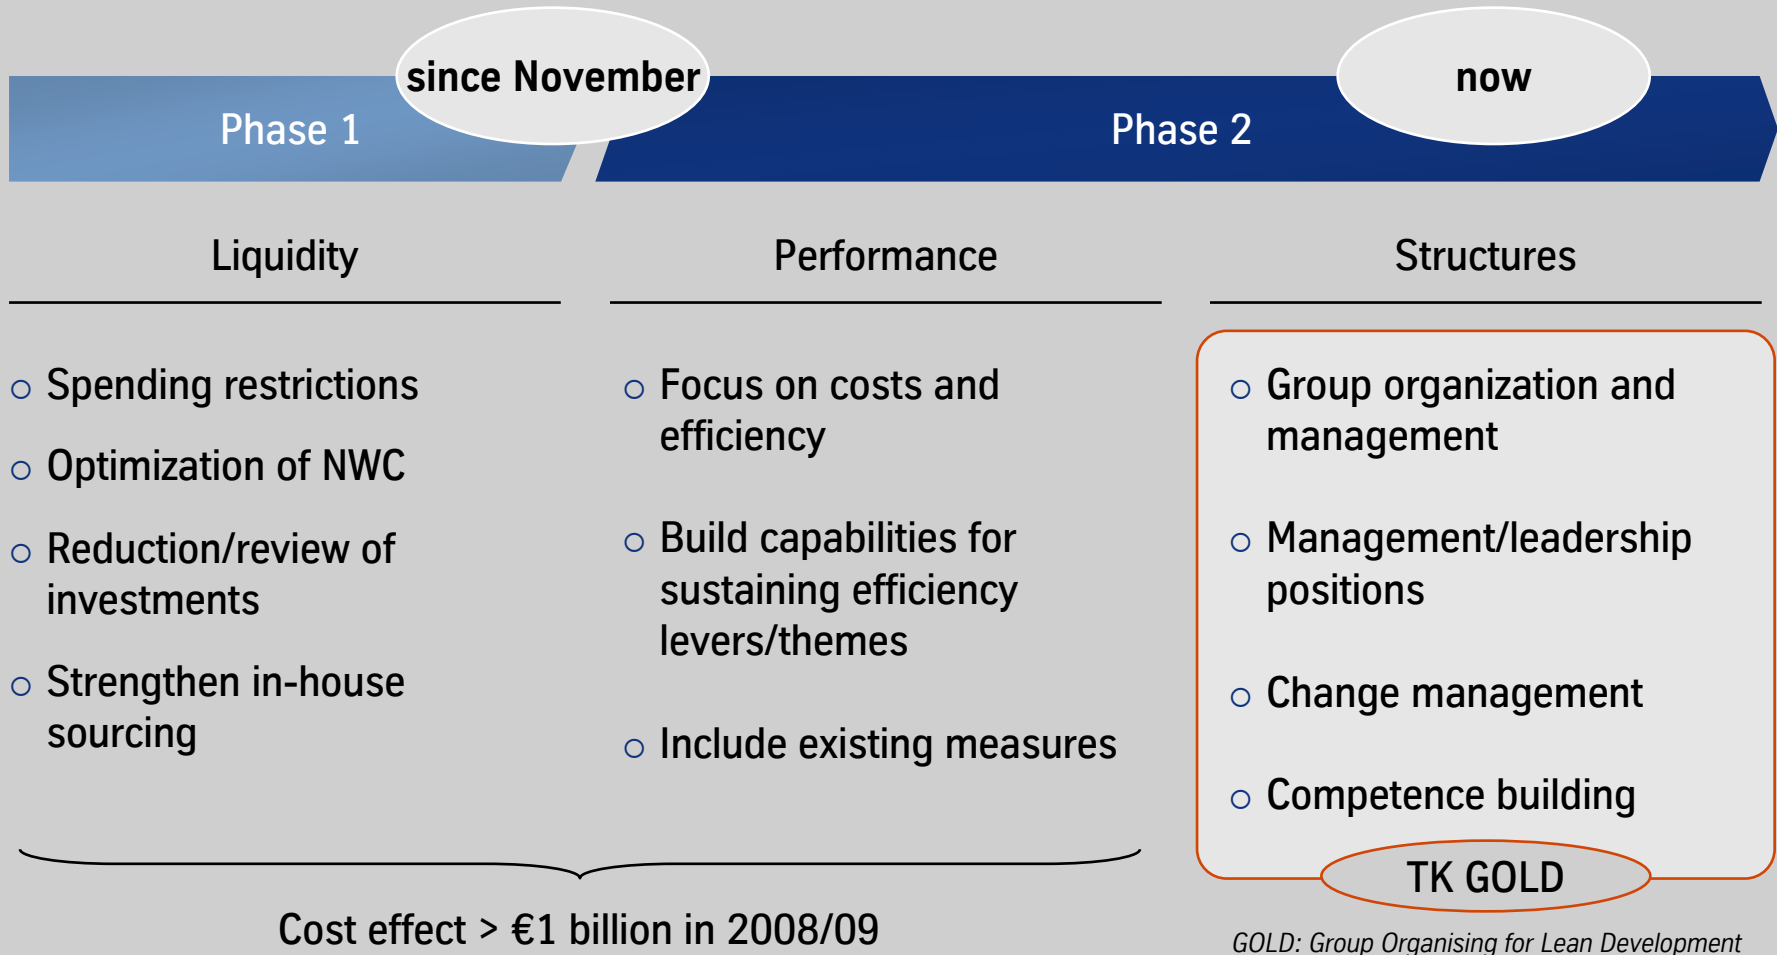 since November
now
Phase 1
Phase 2
Liquidity
Spending restrictions
Optimization of NWC
Reduction/review of
investments
Strengthen in-house
sourcing
Performance
Focus on costs and
efficiency
Build capabilities for
sustaining efficiency
levers/themes
Include existing measures
Cost effect > €1 billion in 2008/09
Structures
Group organization and
management
Management/leadership
positions
Change management
Competence building
TK GOLD
GOLD: Group Organising for Lean Development